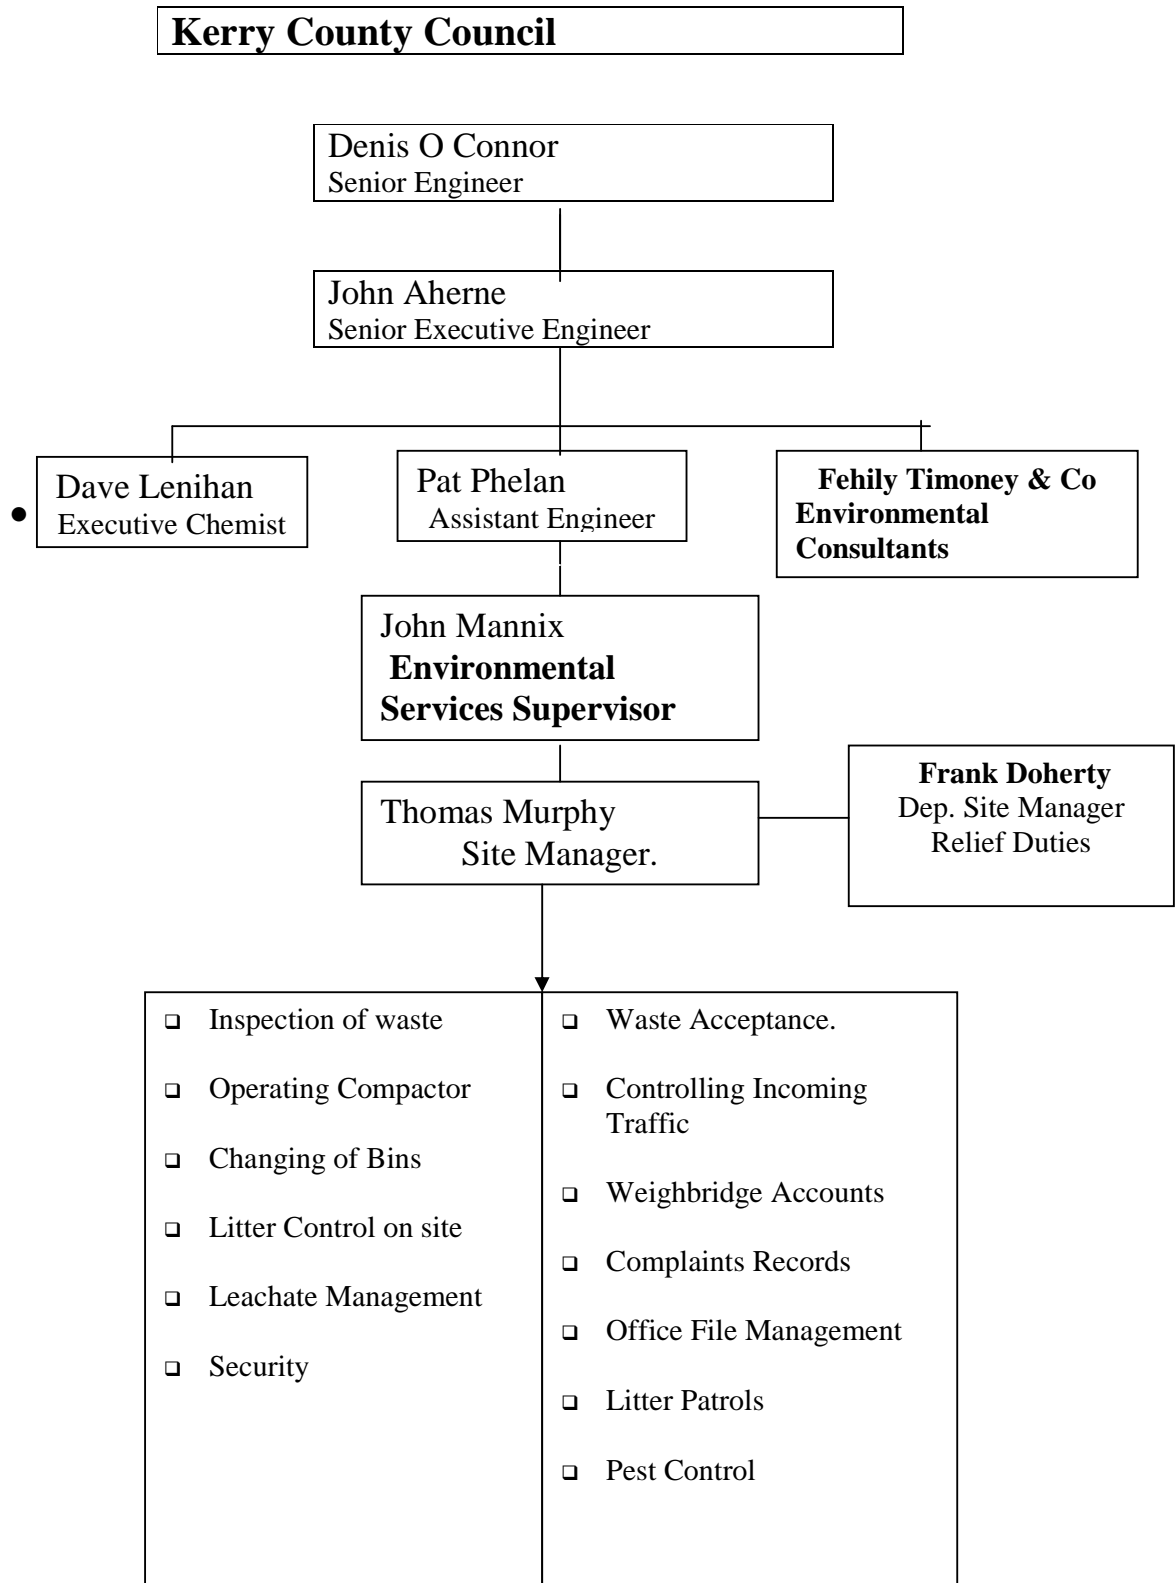 Kerry County Council
Denis O Connor
Senior Engineer
John Aherne
Senior Executive Engineer
Dave Lenihan
Executive Chemist
Pat Phelan
Assistant Engineer
Fehily Timoney & Co
Environmental
Consultants
John Mannix
Environmental
Services Supervisor
Thomas Murphy
Site Manager.
Frank Doherty
Dep. Site Manager
Relief Duties
Inspection of waste
Operating Compactor
Changing of Bins
Litter Control on site
Leachate Management
Security
Waste Acceptance.
Controlling Incoming
Traffic
Weighbridge Accounts
Complaints Records
Office File Management
Litter Patrols
Pest Control